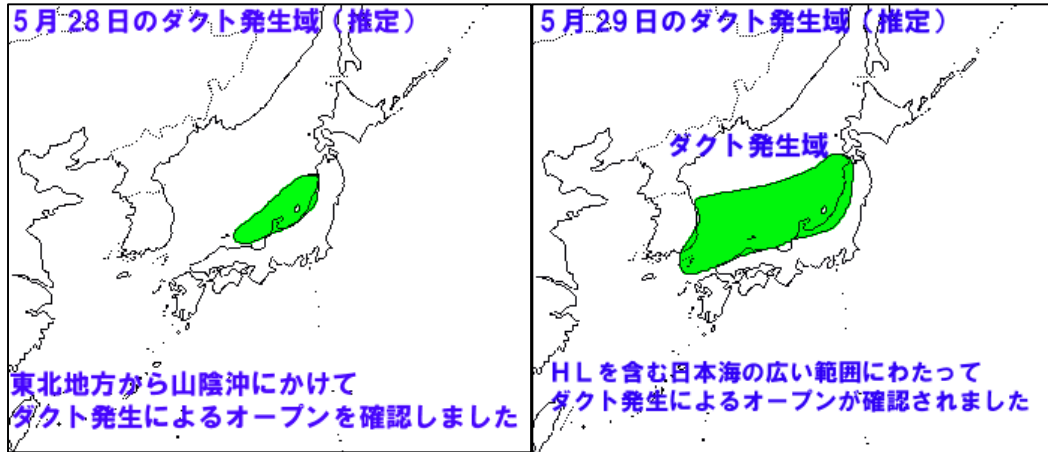 5月28日のダクト発生域(推定)
東北地方から山陰沖にかけて
ダクト発生によるオープンを確認しました
5月29日のダクト発生域(推定)
ダクト発生域
HLを含む日本海の広い範囲にわたって
ダクト発生によるオープンが確認されました